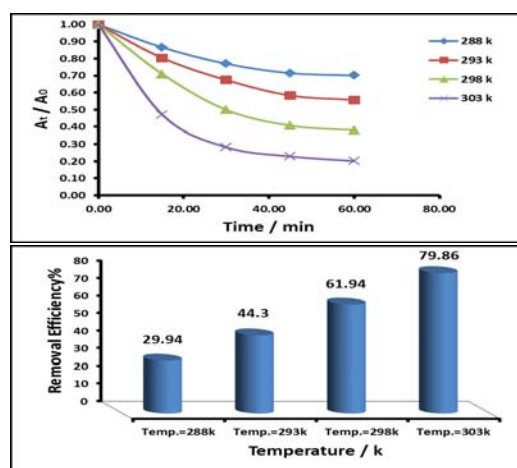 1.00
0.90
0.80
0.70
0.60
0.50
0.40
0.30
0.20
0.10
0.00
At / A0
0.00 20.00 40.00 60.00 80.00
Time / min
288 k
293 k
298 k
303 k
80
70
60
50
40
30
20
10
0
Removal Efficiency%
29.94
44.3
61.94
79.86
Temp.=288k Temp.=293k Temp.=298k Temp.=303k
Temperature / k